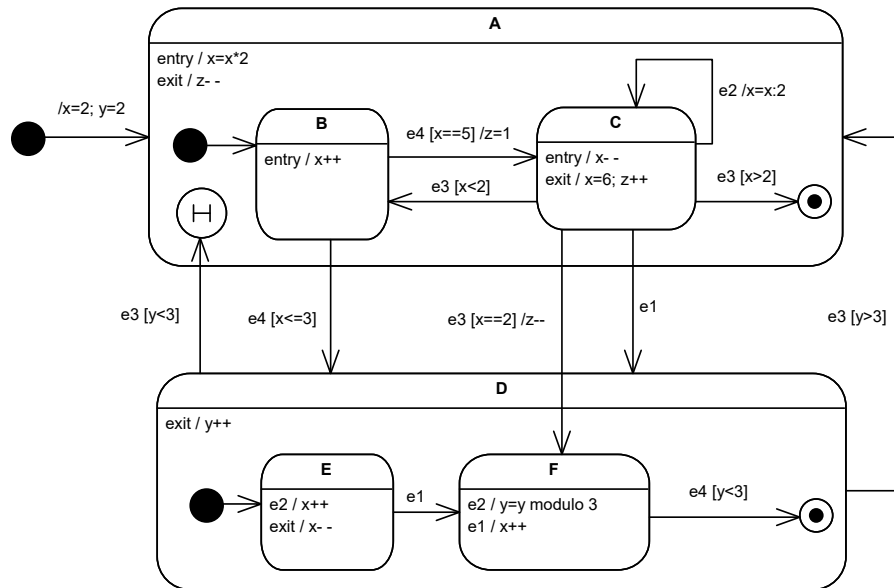 A
entry / x=x*2
exit / z- -
/x=2; y=2
B
entry / x++
e4 [x==5] /z=1
e3 [x<2]
C
entry / x- -
exit / x=6; z++
e2 /x=x:2
e3 [x>2]
H
e3 [y<3]
e4 [x<=3]
e3 [x==2] /z--
e1
e3 [y>3]
D
exit / y++
E
e2 / x++
exit / x- -
e1
F
e2 / y=y modulo 3
e1 / x++
e4 [y<3]